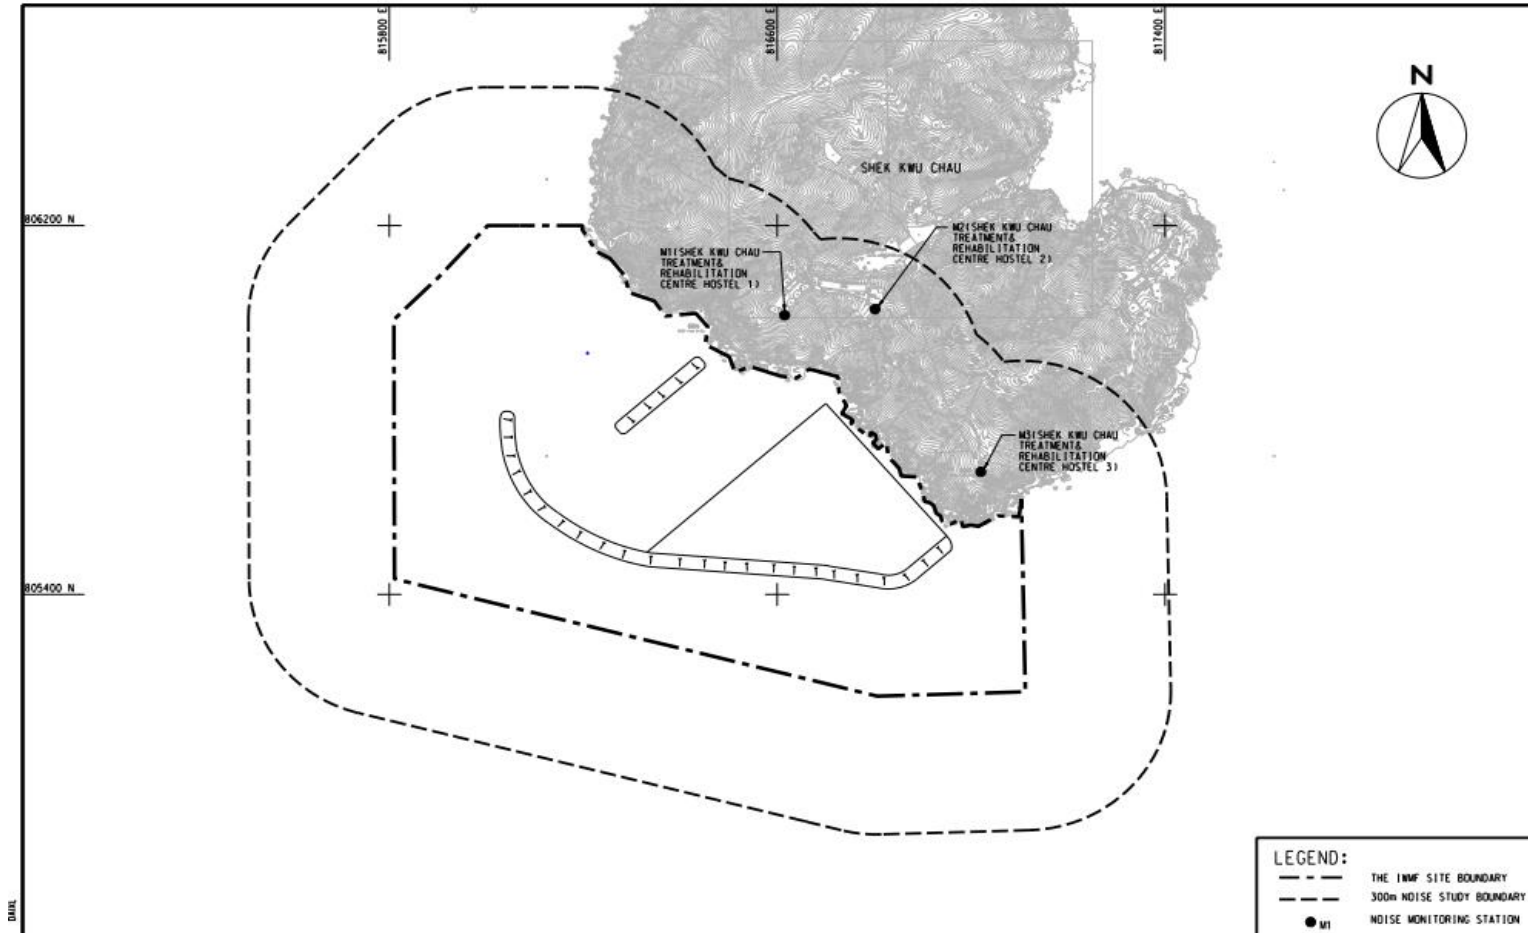 815800 E
816600 E
817400 E
N
SHEK KWU CHAU
806200 N
M1(SHEK KWU CHAU
TREATMENT&
REHABILITATION
CENTRE HOSTEL 1)
M2(SHEK KWU CHAU
TREATMENT&
REHABILITATION
CENTRE HOSTEL 2)
M3(SHEK KWU CHAU
TREATMENT&
REHABILITATION
CENTRE HOSTEL 3)
805400 N
LEGEND:
THE IWMF SITE BOUNDARY
300m NOISE STUDY BOUNDARY
M1 NOISE MONITORING STATION